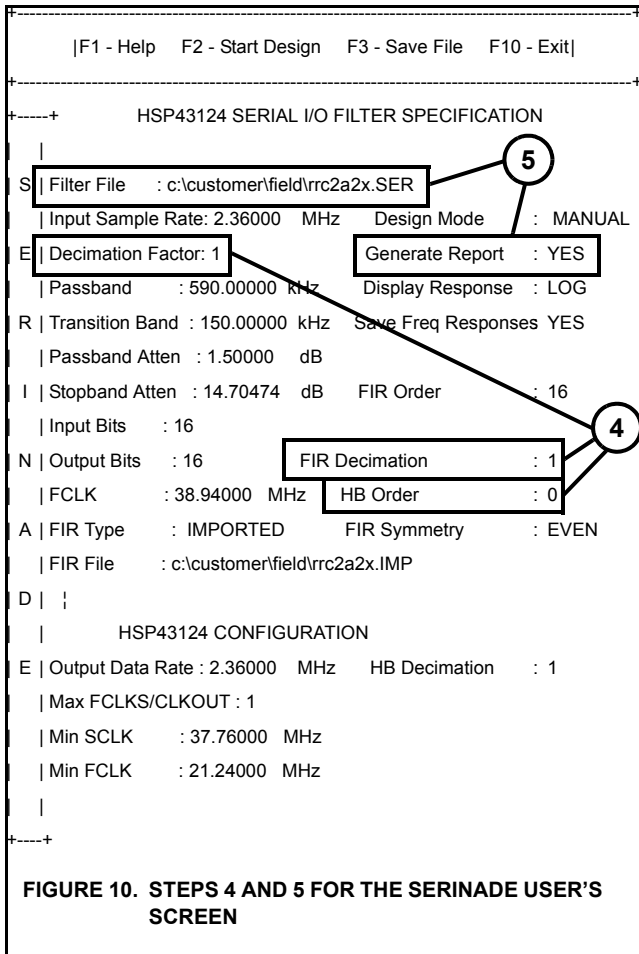 +---------------------------------------------------------------------------+
|F1 - Help F2 - Start Design F3 - Save File F10 - Exit|
+---------------------------------------------------------------------------+
+-----+ HSP43124 SERIAL I/O FILTER SPECIFICATION
| |
5
| S | Filter File : c:\customer\field\rrc2a2x.SER
| | Input Sample Rate: 2.36000 MHz Design Mode : MANUAL
| E | Decimation Factor: 1 Generate Report : YES
| | Passband : 590.00000 kHz Display Response : LOG
| R | Transition Band : 150.00000 kHz Save Freq Responses YES
| | Passband Atten : 1.50000 dB
| I | Stopband Atten : 14.70474 dB FIR Order : 16
| | Input Bits : 16
4
| N | Output Bits : 16 FIR Decimation : 1
| | FCLK : 38.94000 MHz HB Order : 0
| A | FIR Type : IMPORTED FIR Symmetry : EVEN
| | FIR File : c:\customer\field\rrc2a2x.IMP
| D | ¦
| | HSP43124 CONFIGURATION
| E | Output Data Rate : 2.36000 MHz HB Decimation : 1
| | Max FCLKS/CLKOUT : 1
| | Min SCLK : 37.76000 MHz
| | Min FCLK : 21.24000 MHz
| |
+----+
FIGURE 10. STEPS 4 AND 5 FOR THE SERINADE USER’S
SCREEN